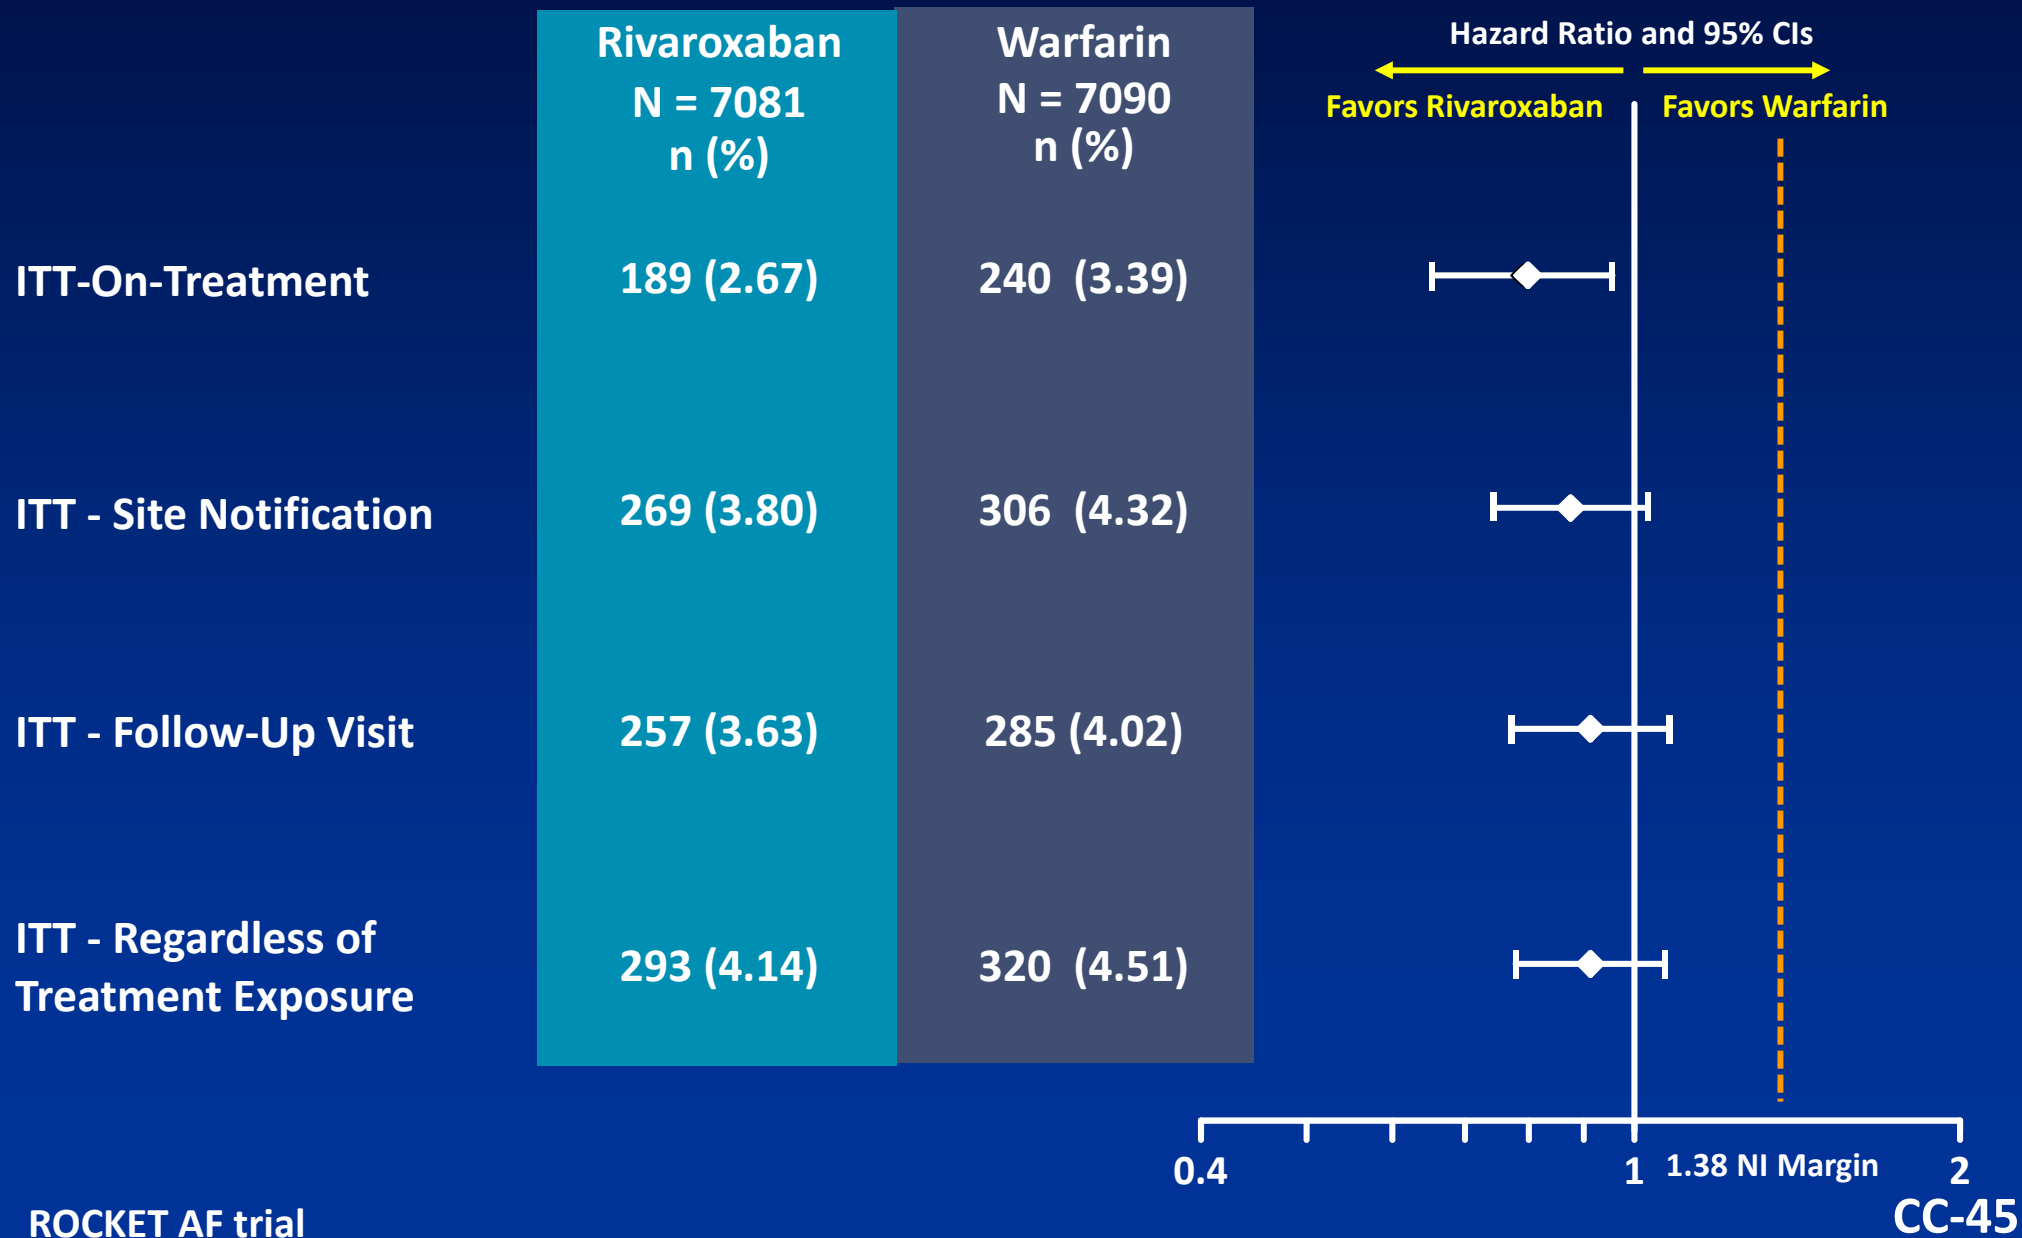 Rivaroxaban
N = 7081
n (%)
Warfarin
N = 7090
n (%)
Hazard Ratio and 95% CIs
Favors Rivaroxaban
Favors Warfarin
ITT-On-Treatment
189 (2.67)
240 (3.39)
ITT - Site Notification
269 (3.80)
306 (4.32)
ITT - Follow-Up Visit
257 (3.63)
285 (4.02)
ITT - Regardless of
Treatment Exposure
293 (4.14)
320 (4.51)
0.4
1
1.38 NI Margin
2
ROCKET AF trial
CC-45